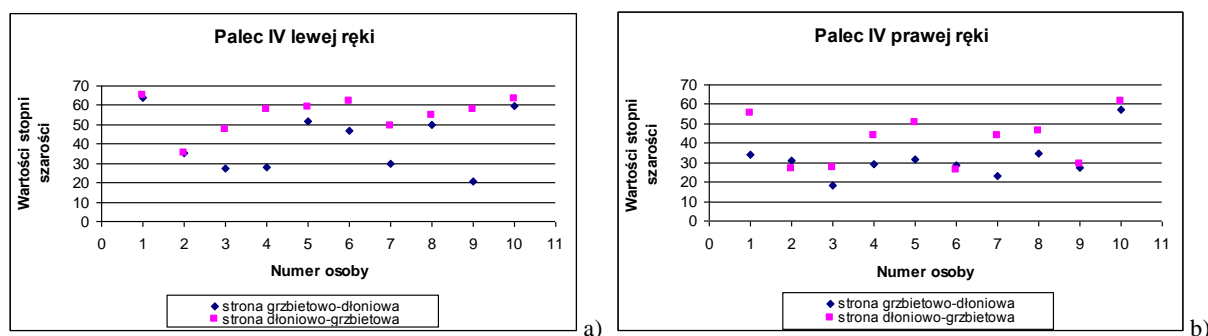 Palec IV lewej ręki
Wartości stopni
szarości
70
60
50
40
30
20
10
0
0 1 2 3 4 5 6 7 8 9 10 11
Numer osoby
strona grzbietowo-dłoniowa
strona dłoniowo-grzbietowa
a)
Palec IV prawej ręki
Wartości stopni
szarości
70
60
50
40
30
20
10
0
0 1 2 3 4 5 6 7 8 9 10 11
Numer osoby
strona grzbietowo-dłoniowa
strona dłoniowo-grzbietowa
b)